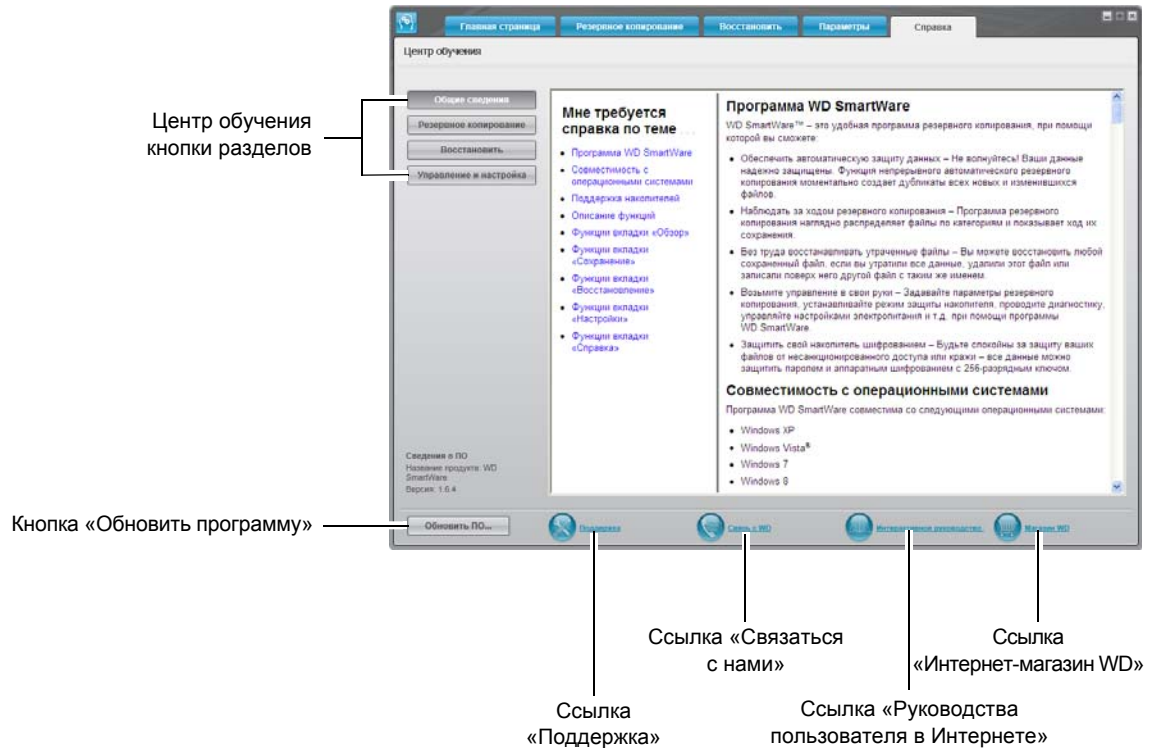 Главная страница
Резервное копирование
Восстановить
Параметры
Справка
Центр обучения
Центр обучения
кнопки разделов
Общие сведения
Резервное копирование
Восстановить
Управление и настройка
Мне требуется
справка по теме ...
• Программа WD SmartWare
• Совместимость с
операционными системами
• Поддержка накопителей
• Описание функций
• Функции вкладки «Обзор»
• Функции вкладки
«Сохранение»
• Функции вкладки
«Восстановление»
• Функции вкладки
«Настройки»
• Функции вкладки
«Справка»
Программа WD SmartWare
WD SmartWare™ – это удобная программа резервного копирования, при помощи
которой вы сможете:
• Обеспечить автоматическую защиту данных – Не волнуйтесь! Ваши данные
надежно защищены. Функция непрерывного автоматического резервного
копирования моментально создает дубликаты всех новых и изменившихся
файлов.
• Наблюдать за ходом резервного копирования – Программа резервного
копирования наглядно распределяет файлы по категориям и показывает ход их
сохранения.
• Без труда восстанавливать утраченные файлы – Вы можете восстановить любой
сохраненный файл, если вы утратили все данные, удалили этот файл или
записали поверх него другой файл с таким же именем.
• Возьмите управление в свои руки – Задавайте параметры резервного
копирования, устанавливайте режим защиты накопителя, проводите диагностику,
управляйте настройками электропитания и т.д. при помощи программы
WD SmartWare.
• Защитить свой накопитель шифрованием – Будьте спокойны за защиту ваших
файлов от несанкционированного доступа или кражи – все данные можно
защитить паролем и аппаратным шифрованием с 256-разрядным ключом.
Совместимость с операционными системами
Программа WD SmartWare совместима со следующими операционными системами:
• Windows XP
• Windows Vista®
• Windows 7
• Windows 8
Сведения о ПО
Название продукта: WD
SmartWare
Версия: 1.6.4
Кнопка «Обновить программу»
Обновить ПО...
Поддержка
Связь с WD
Интерактивное руководство
Магазин WD
Ссылка «Связаться
с нами»
Ссылка
«Интернет-магазин WD»
Ссылка
«Поддержка»
Ссылка «Руководства
пользователя в Интернете»